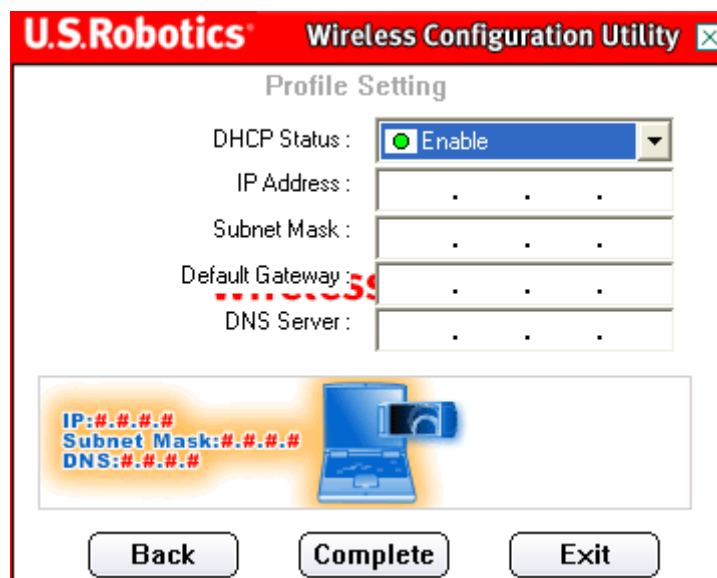 U.S.Robotics Wireless Configuration Utility
Profile Setting
DHCP Status : Enable
IP Address : . . .
Subnet Mask : . . .
Default Gateway : . . .
DNS Server : . . .
IP:#.#.#.#
Subnet Mask:#.#.#.#
DNS:#.#.#.#
Back Complete Exit